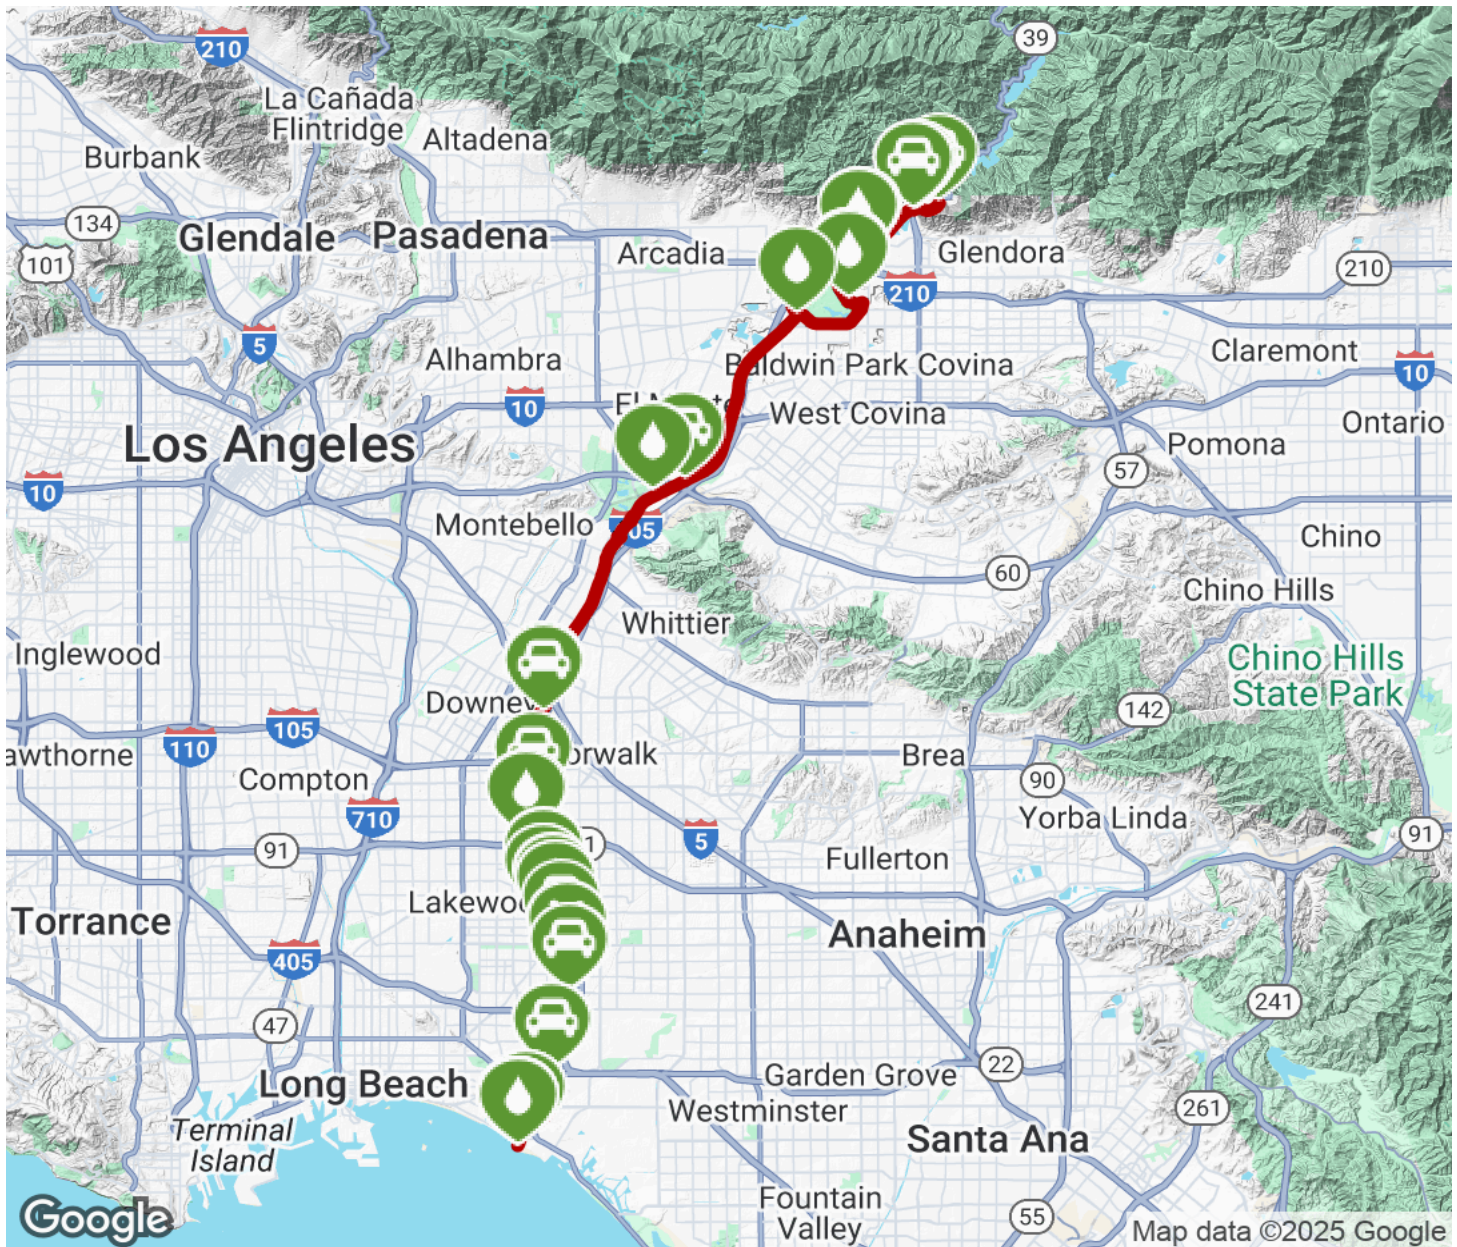 39
210
La Cañada
Flintridge
Altadena
Burbank
134
Glendale
Pasadena
Arcadia
Glendora
101
210
210
5
Alhambra
Baldwin Park
Covina
Claremont
10
10
West Covina
Ontario
Los Angeles
Pomona
57
10
Montebello
Chino
60
Chino Hills
Whittier
Inglewood
Chino Hills
State Park
Downey
142
105
110
Brea
Compton
90
710
Yorba Linda
91
5
91
Fullerton
Torrance
Anaheim
405
241
47
22
Long Beach
Garden Grove
261
Westminster
Terminal
Island
Santa Ana
Fountain
Valley
55
Google
Map data ©2025 Google